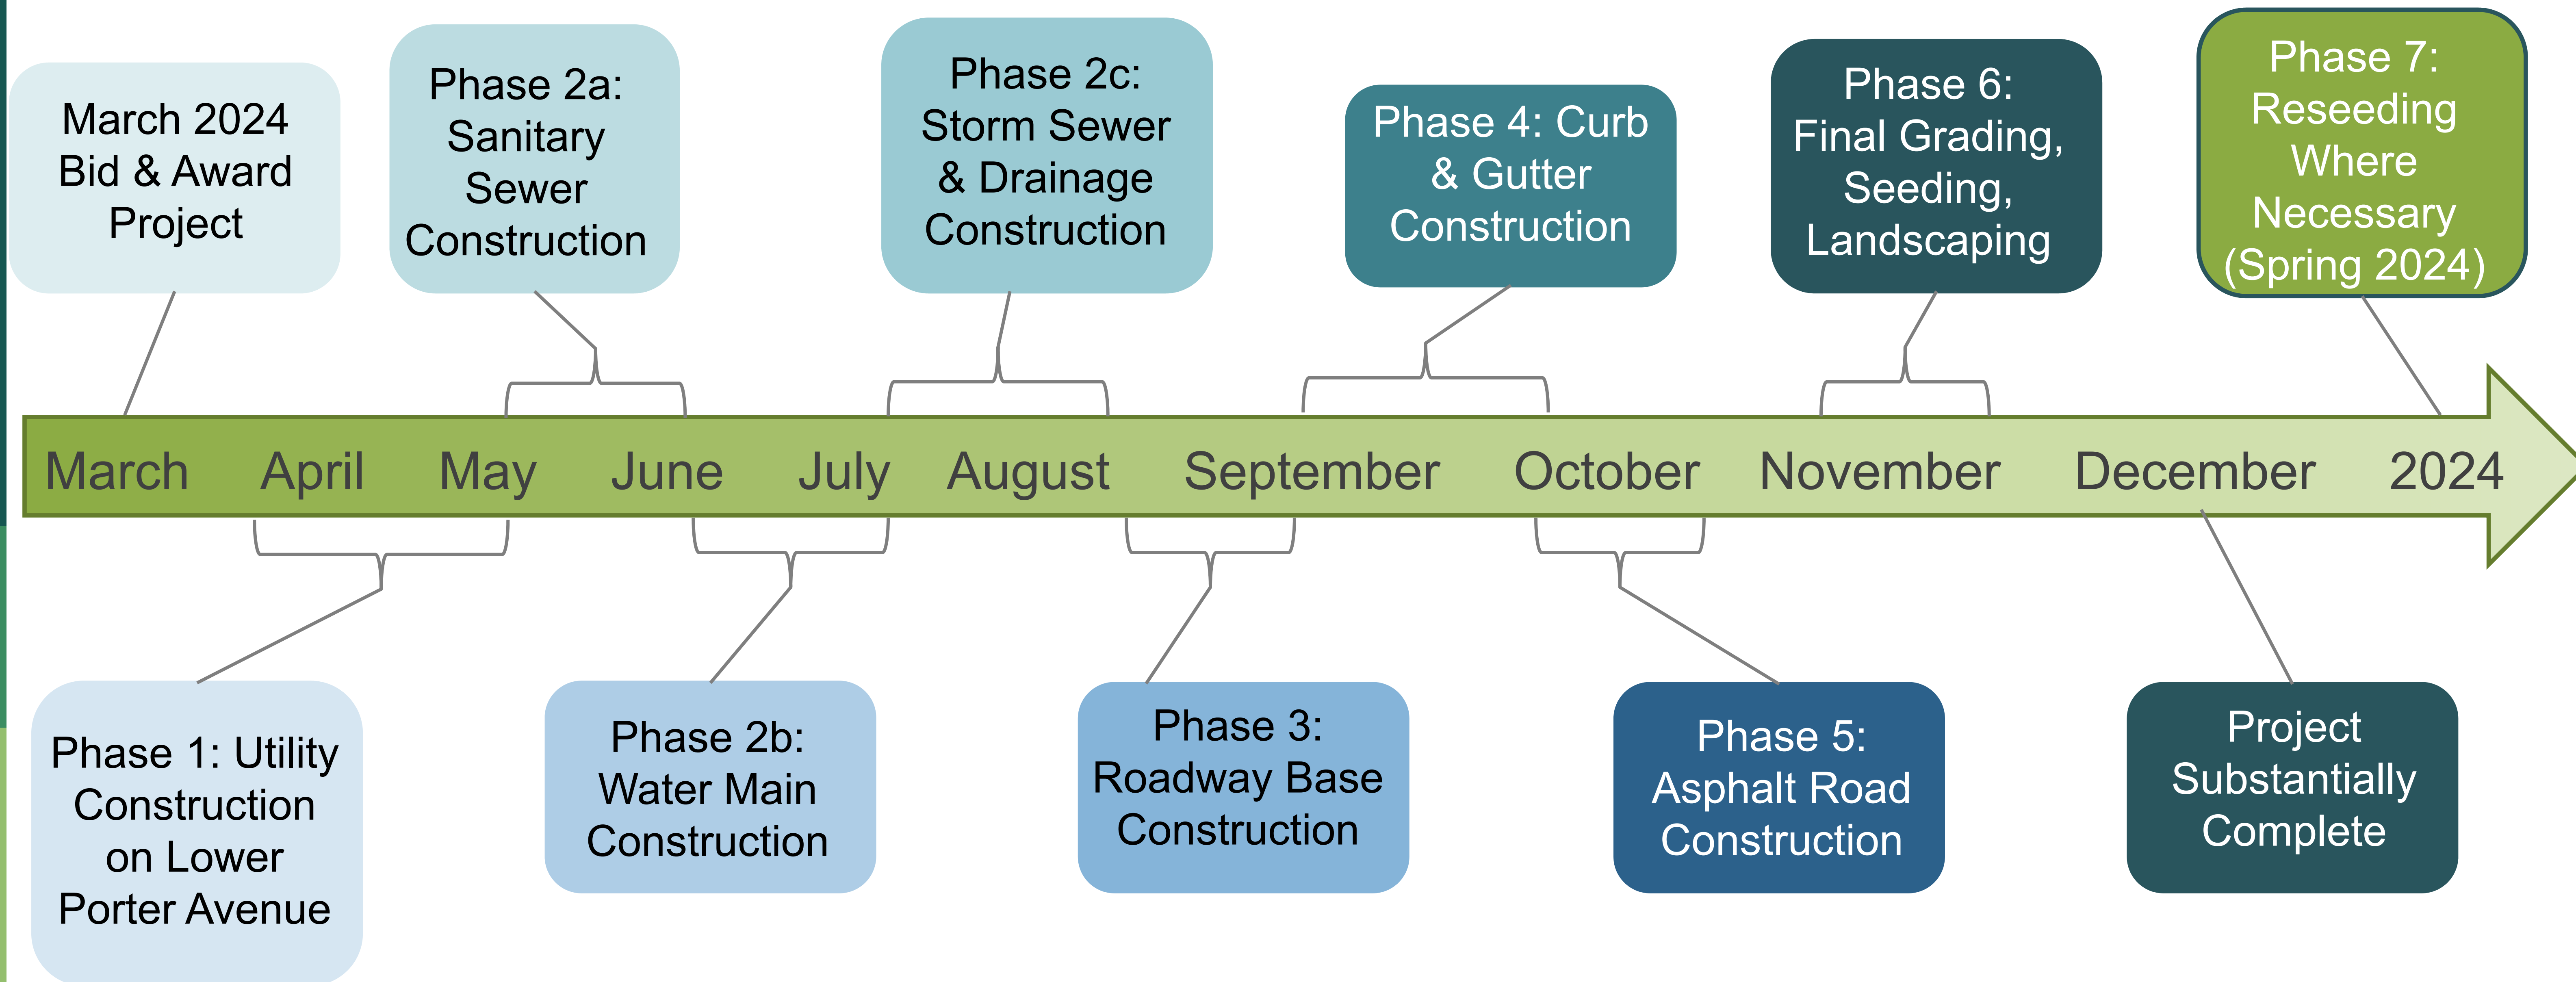 March 2024
Bid & Award
Project
Phase 2a:
Sanitary
Sewer
Construction
Phase 2c:
Storm Sewer
& Drainage
Construction
Phase 4: Curb
& Gutter
Construction
Phase 6:
Final Grading,
Seeding,
Landscaping
Phase 7:
Reseeding
Where
Necessary
(Spring 2024)
March April May June July August September October November December 2024
Phase 1: Utility
Construction
on Lower
Porter Avenue
Phase 2b:
Water Main
Construction
Phase 3:
Roadway Base
Construction
Phase 5:
Asphalt Road
Construction
Project
Substantially
Complete